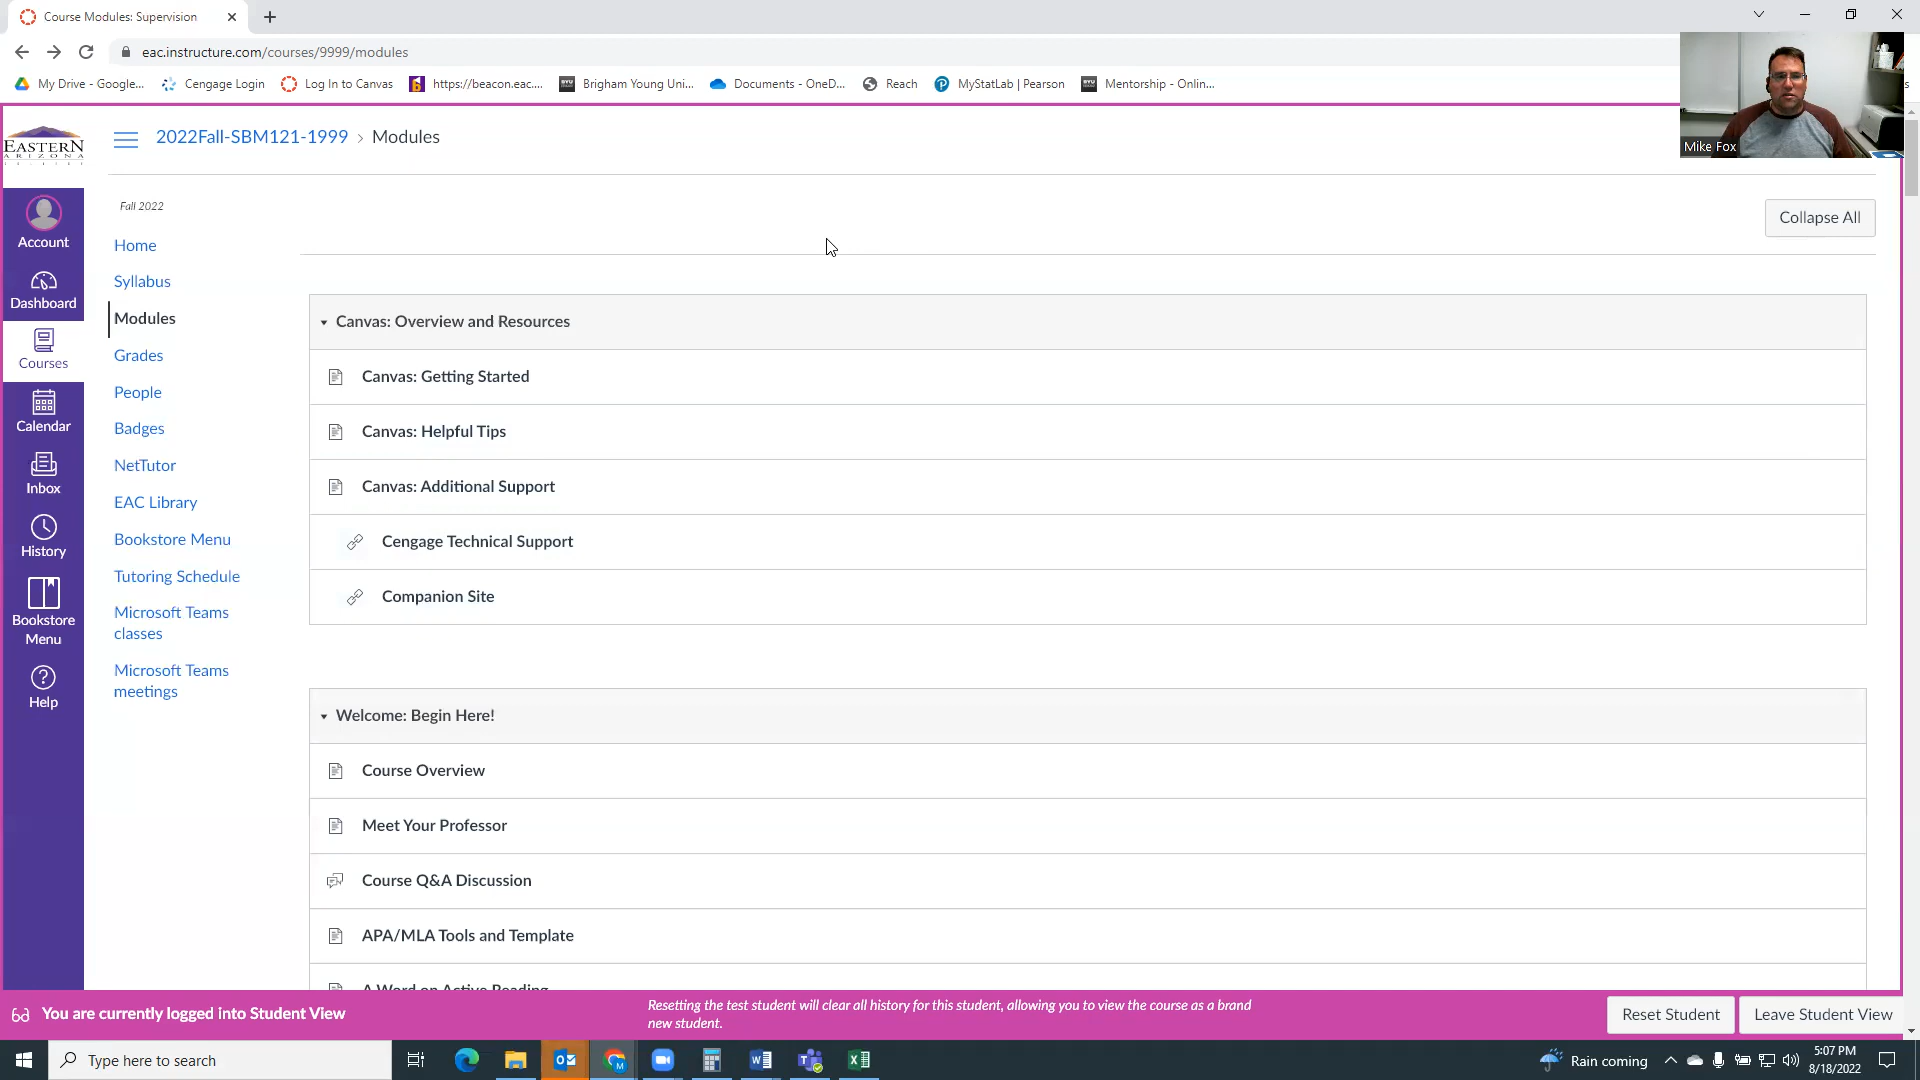 Course Modules: Supervision
eac.instructure.com/courses/9999/modules
My Drive - Google...
Cengage Login
Log In to Canvas
https://beacon.eac....
Brigham Young Uni...
Documents - OneD...
Reach
MyStatLab | Pearson
Mentorship - Onlin...
Mike Fox
EASTERN
ARIZONA
2022Fall-SBM121-1999 > Modules
Account
Dashboard
Courses
Calendar
Inbox
History
Bookstore
Menu
Help
Fall 2022
Home
Syllabus
Modules
Grades
People
Badges
NetTutor
EAC Library
Bookstore Menu
Tutoring Schedule
Microsoft Teams
classes
Microsoft Teams
meetings
Collapse All
Canvas: Overview and Resources
Canvas: Getting Started
Canvas: Helpful Tips
Canvas: Additional Support
Cengage Technical Support
Companion Site
Welcome: Begin Here!
Course Overview
Meet Your Professor
Course Q&A Discussion
APA/MLA Tools and Template
A Word on Active Reading
You are currently logged into Student View
Resetting the test student will clear all history for this student, allowing you to view the course as a brand
new student.
Reset Student
Leave Student View
Type here to search
Rain coming
5:07 PM
8/18/2022